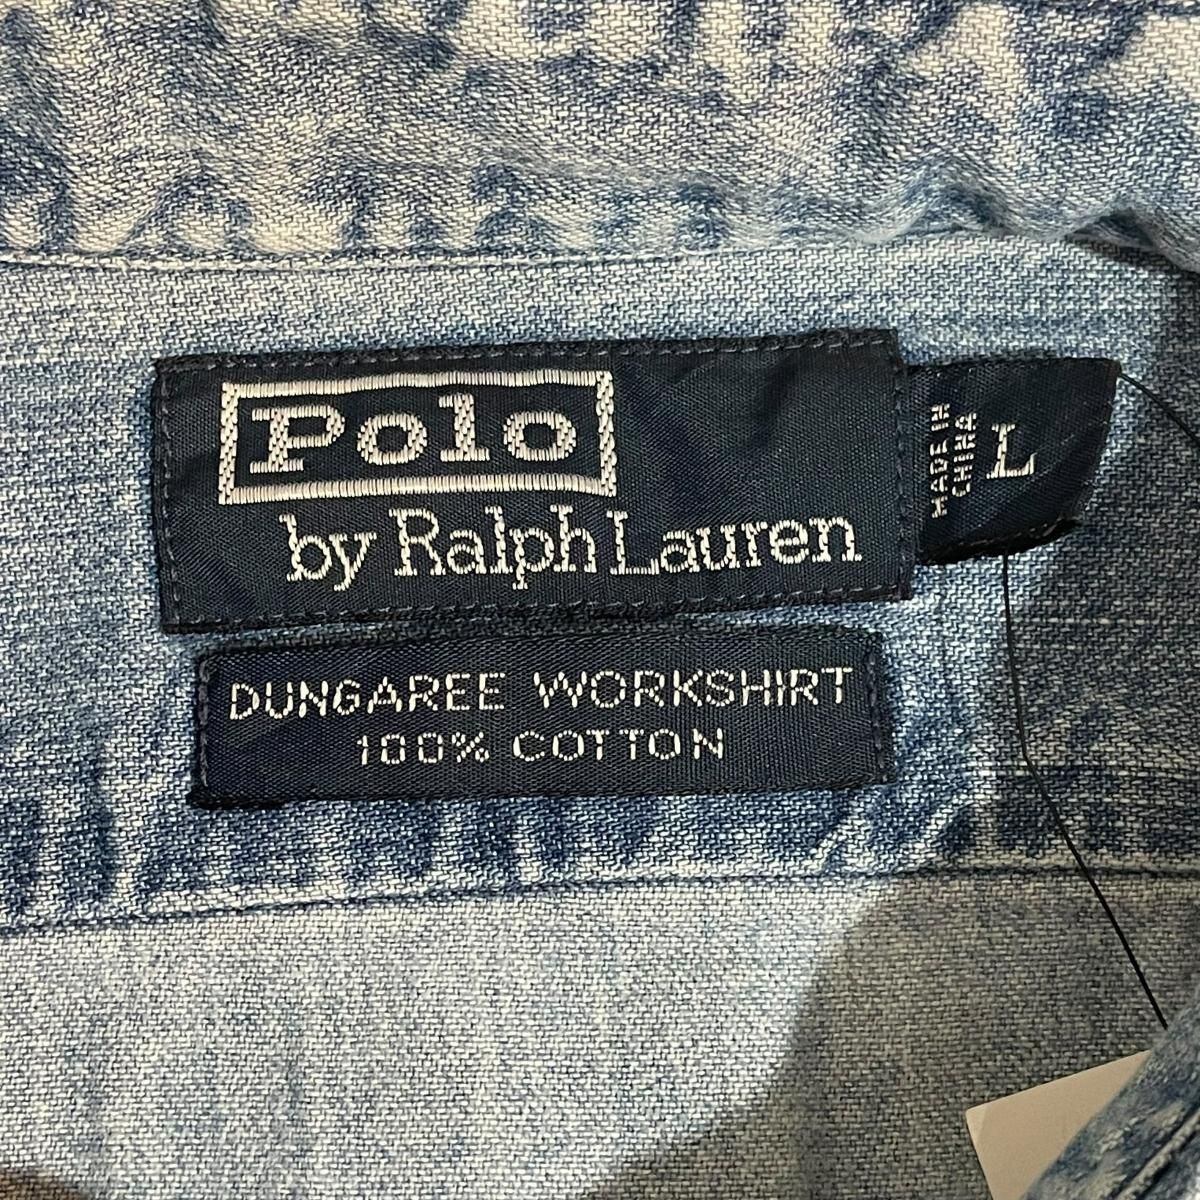 Polo
by Ralph Lauren
MADE IN
CHINA
L
DUNGAREE WORKSHIRT
100% COTTON